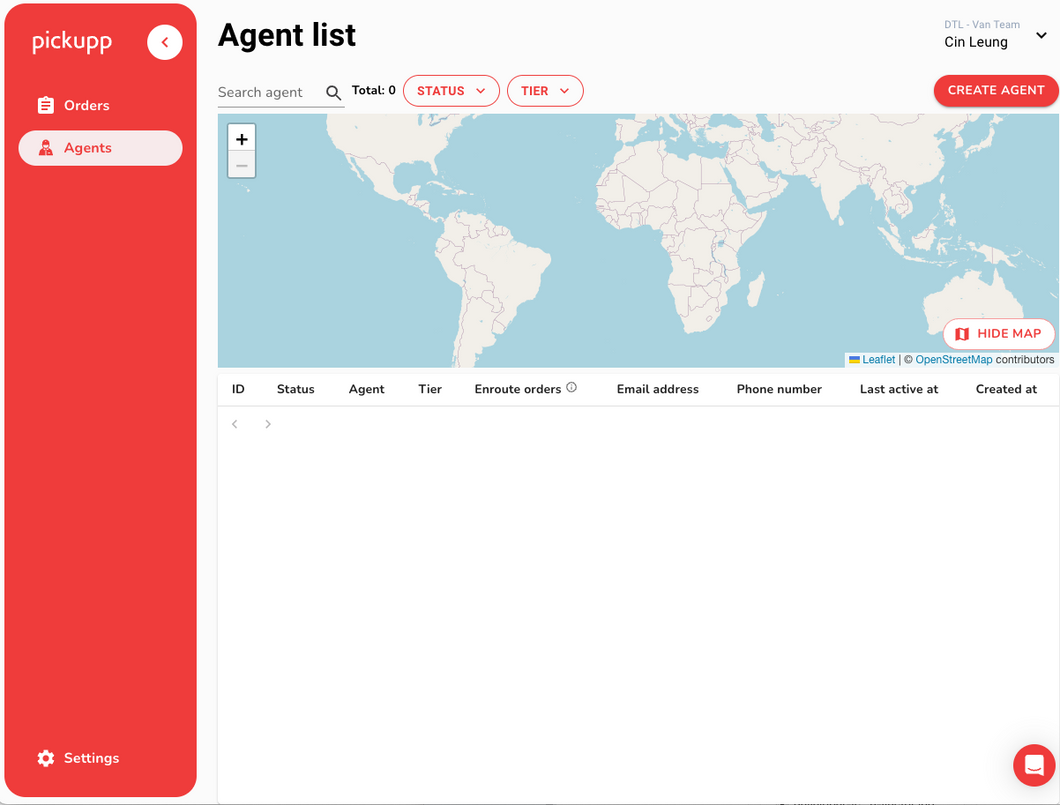 pickupp
Orders
Agents
Settings
Agent list
DTL - Van Team
Cin Leung
Search agent
Total: 0
STATUS
TIER
CREATE AGENT
+
−
HIDE MAP
Leaflet | © OpenStreetMap contributors
ID Status Agent Tier Enroute orders Email address Phone number Last active at Created at